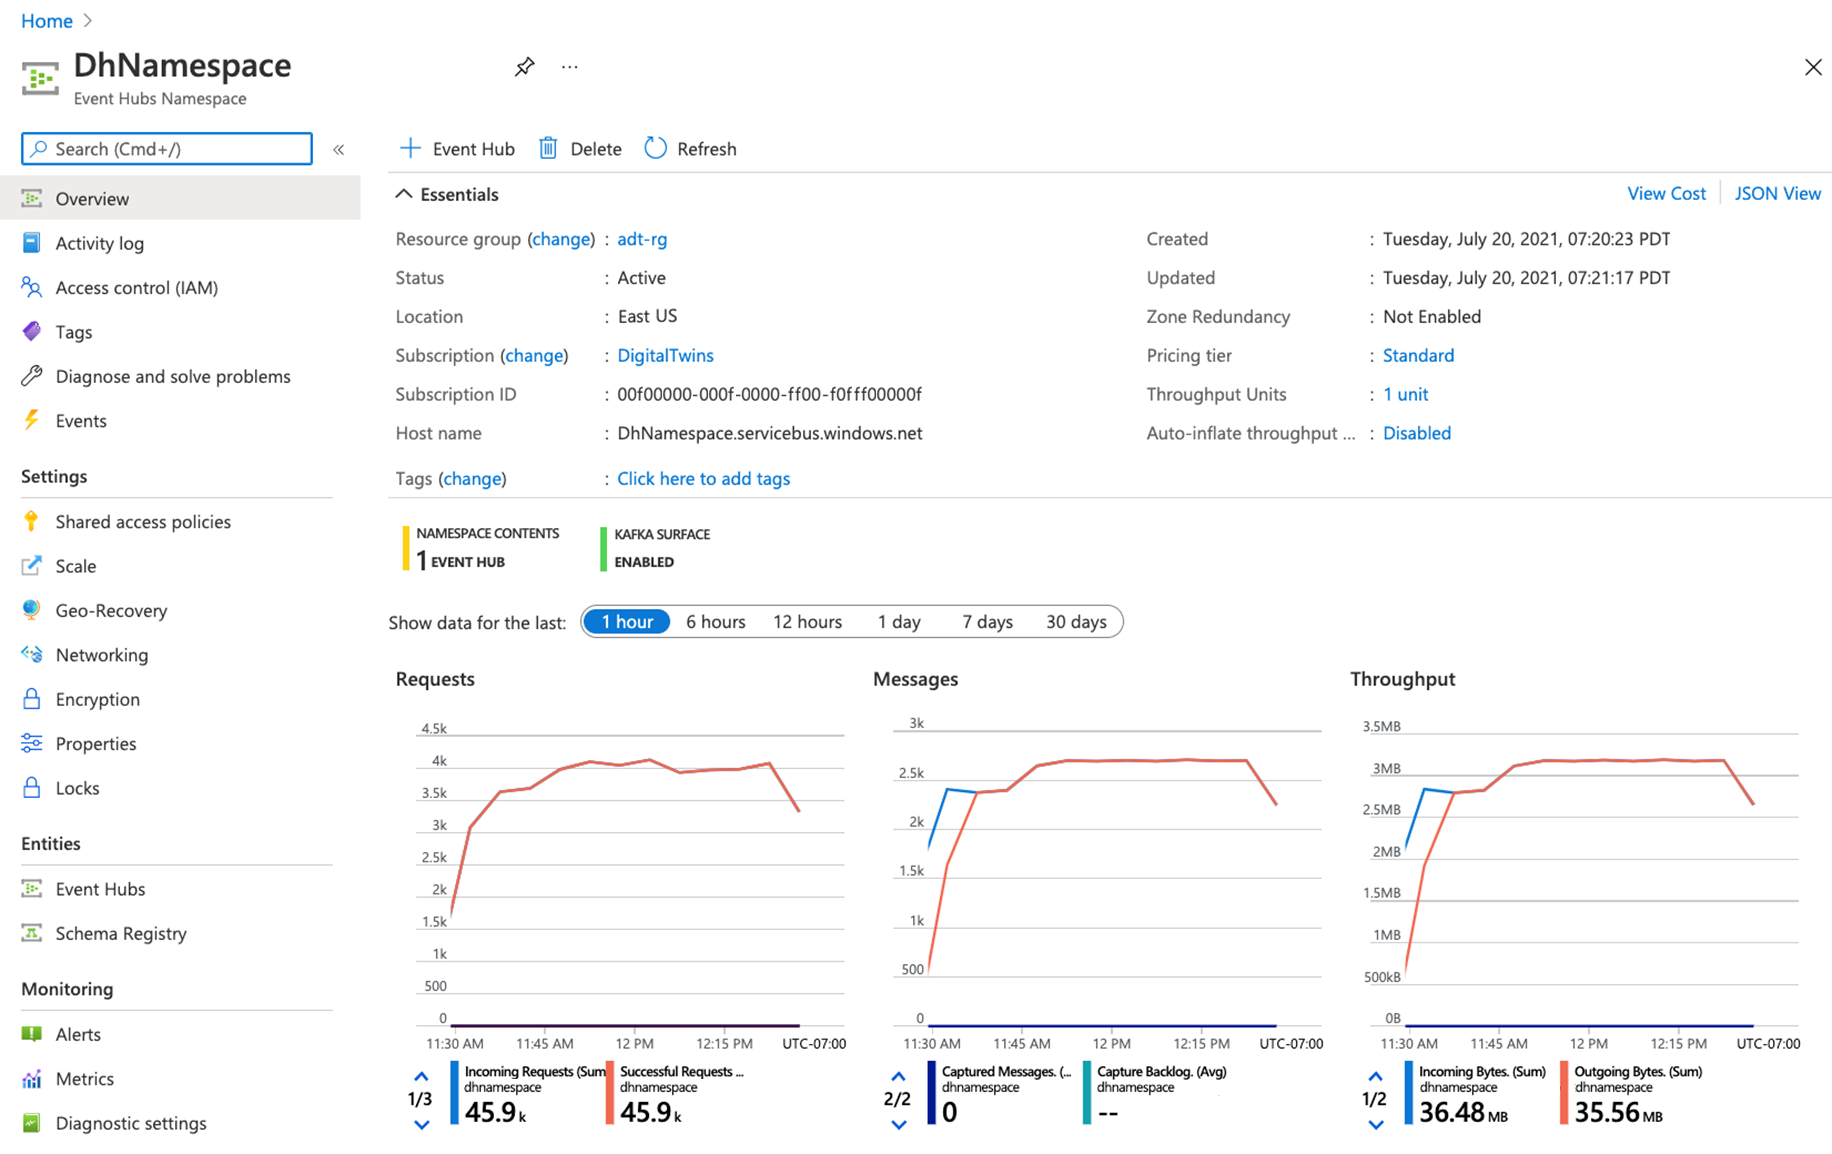 Home
DhNamespace
Event Hubs Namespace
Search (Cmd+/)
«
Overview
Activity log
Access control (IAM)
Tags
Diagnose and solve problems
Events
Settings
Shared access policies
Scale
Geo-Recovery
Networking
Encryption
Properties
Locks
Entities
Event Hubs
Schema Registry
Monitoring
Alerts
Metrics
Diagnostic settings
Event Hub Delete Refresh
Essentials View Cost JSON View
Resource group (change) : adt-rg
Status : Active
Location : East US
Subscription (change) : DigitalTwins
Subscription ID : 00f00000-000f-0000-ff00-f0fff00000f
Host name : DhNamespace.servicebus.windows.net
Tags (change) : Click here to add tags
Created : Tuesday, July 20, 2021, 07:20:23 PDT
Updated : Tuesday, July 20, 2021, 07:21:17 PDT
Zone Redundancy : Not Enabled
Pricing tier : Standard
Throughput Units : 1 unit
Auto-inflate throughput ... : Disabled
NAMESPACE CONTENTS
1 EVENT HUB
KAFKA SURFACE
ENABLED
Show data for the last: 1 hour 6 hours 12 hours 1 day 7 days 30 days
Requests
4.5k
4k
3.5k
3k
2.5k
2k
1.5k
1k
500
0
11:30 AM 11:45 AM 12 PM 12:15 PM UTC-07:00
1/3
Incoming Requests (Sum
dhnamespace
45.9 k
Successful Requests ...
dhnamespace
45.9 k
Messages
3k
2.5k
2k
1.5k
1k
500
0
11:30 AM 11:45 AM 12 PM 12:15 PM UTC-07:00
2/2
Captured Messages. (...
dhnamespace
0
Capture Backlog. (Avg)
dhnamespace
--
Throughput
3.5MB
3MB
2.5MB
2MB
1.5MB
1MB
500kB
0B
11:30 AM 11:45 AM 12 PM 12:15 PM UTC-07:00
1/2
Incoming Bytes. (Sum)
dhnamespace
36.48 MB
Outgoing Bytes. (Sum)
dhnamespace
35.56 MB